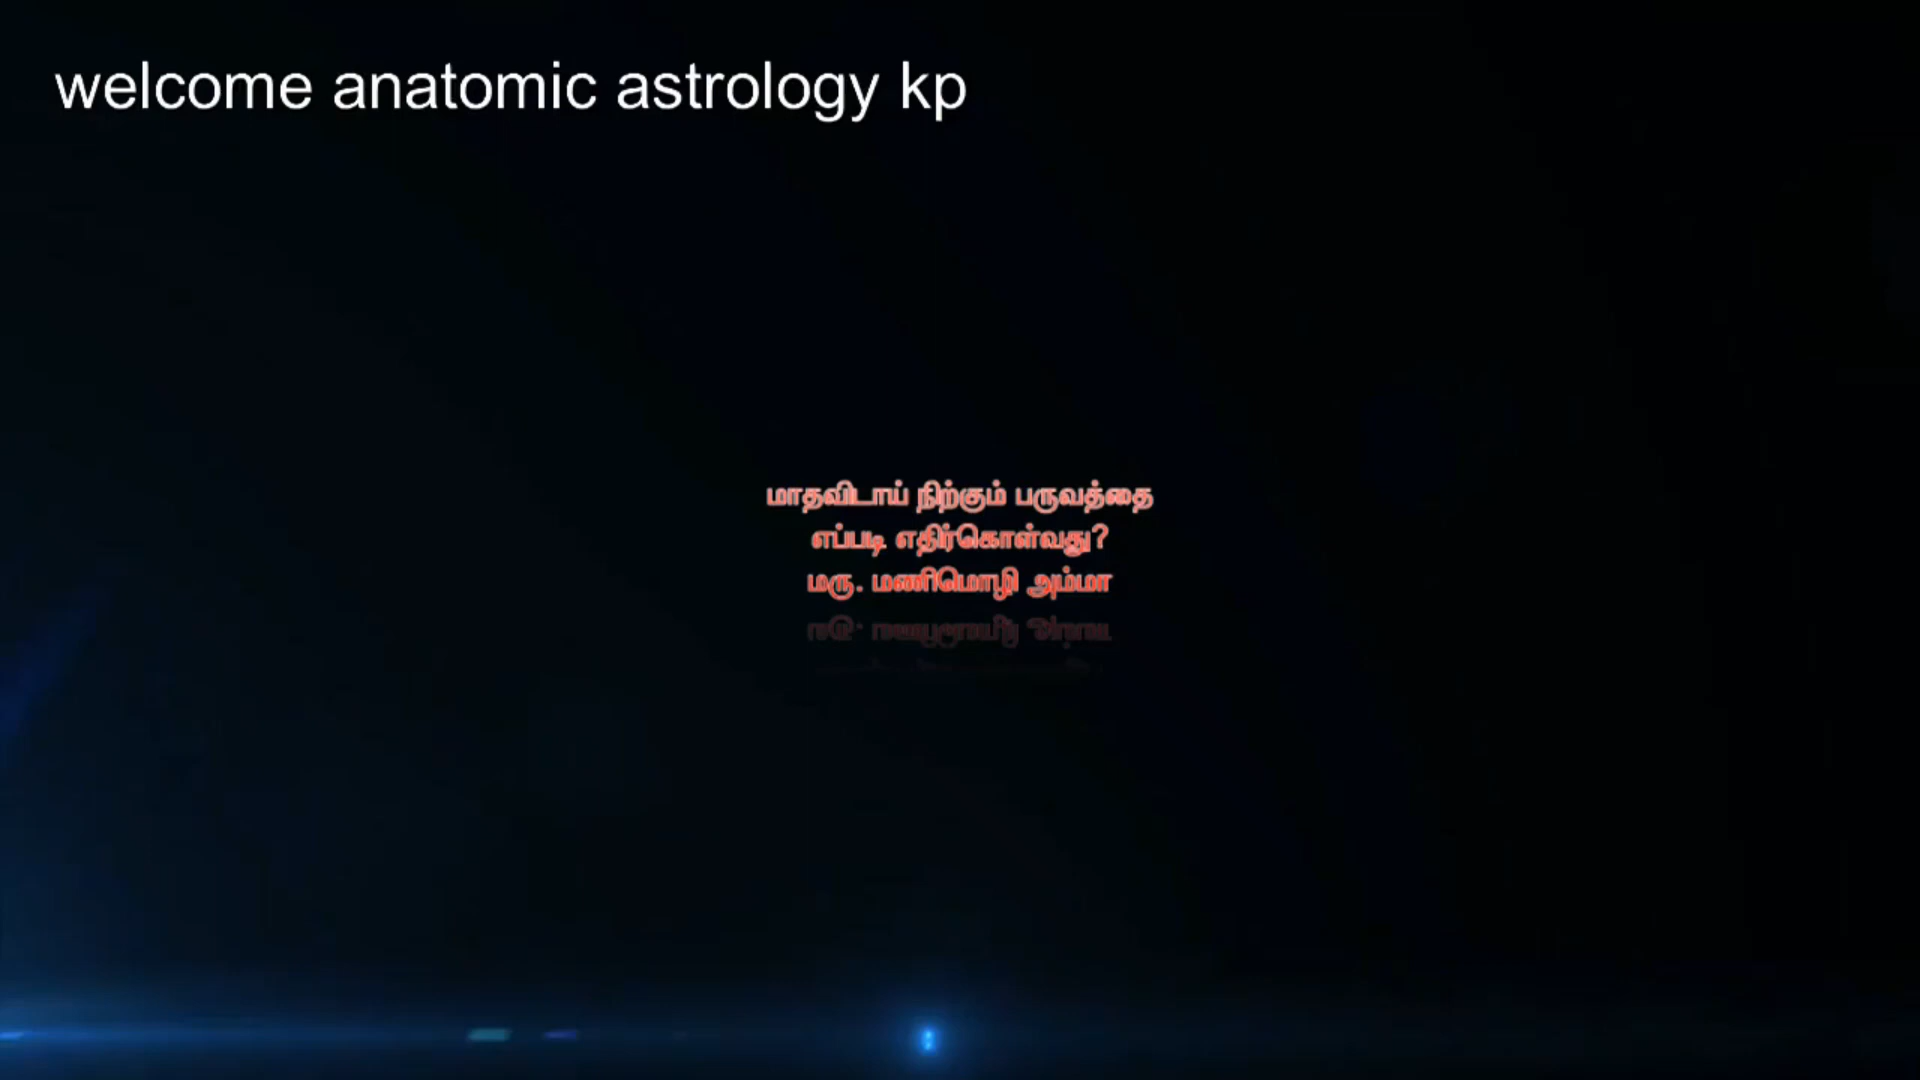 welcome anatomic astrology kp
மாதவிடாய் நிற்கும் பருவத்தை
எப்படி எதிர்கொள்வது?
மரு. மணிமொழி அம்மா